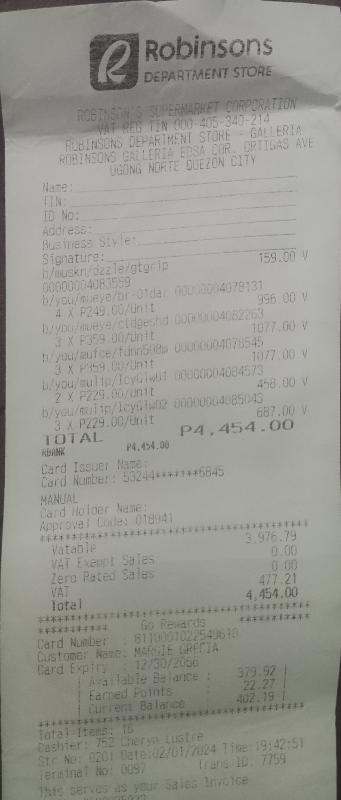 Robinsons
DEPARTMENT STORE
ROBINSON'S SUPERMARKET CORPORATION
VAT REG TIN 000-405-340-214
ROBINSONS DEPARTMENT STORE - GALLERIA
ROBINSONS GALLERIA EDSA COR. ORTIGAS AVE
UGONG NORTE QUEZON CITY
Name:
TIN:
ID No:
Address:
Business Style:
Signature:
b/muskn/dzzle/gtgrip 159.00 V
00000004083559
b/you/mueye/br-01dar 00000004079131
4 X P249.00/Unit 996.00 V
b/you/mueye/cldgeshd 00000004082263
3 X P359.00/Unit 1077.00 V
b/you/mufce/fdnn508m 00000004078545
3 X P359.00/Unit 1077.00 V
b/you/mulip/IcyGlw01 00000004084573
2 X P229.00/Unit 458.00 V
b/you/mulip/IcyGlw02 00000004085043
3 X P229.00/Unit 687.00 V
TOTAL P4,454.00
RBANK P4,454.00
Card Issuer Name:
Card Number: 53244*******6845
MANUAL
Card Holder Name:
Approval Code: 018941
Vatable 3,976.79
VAT Exempt Sales 0.00
Zero Rated Sales 0.00
VAT 477.21
Total 4,454.00
Go Rewards
Card Number : 8110001022549610
Customer Name: MARGIE GRECIA
Card Expiry : 12/30/2066
Available Balance : 379.92
Earned Points : 22.27
Current Balance 402.19
Total Items: 16
Cashier: 752 Cheryn Lustre
Str No: 0201 Date:02/01/2024 Time:19:42:51
Terminal No: 0097 Trans ID. 7759
This serves as your Sales Invoice